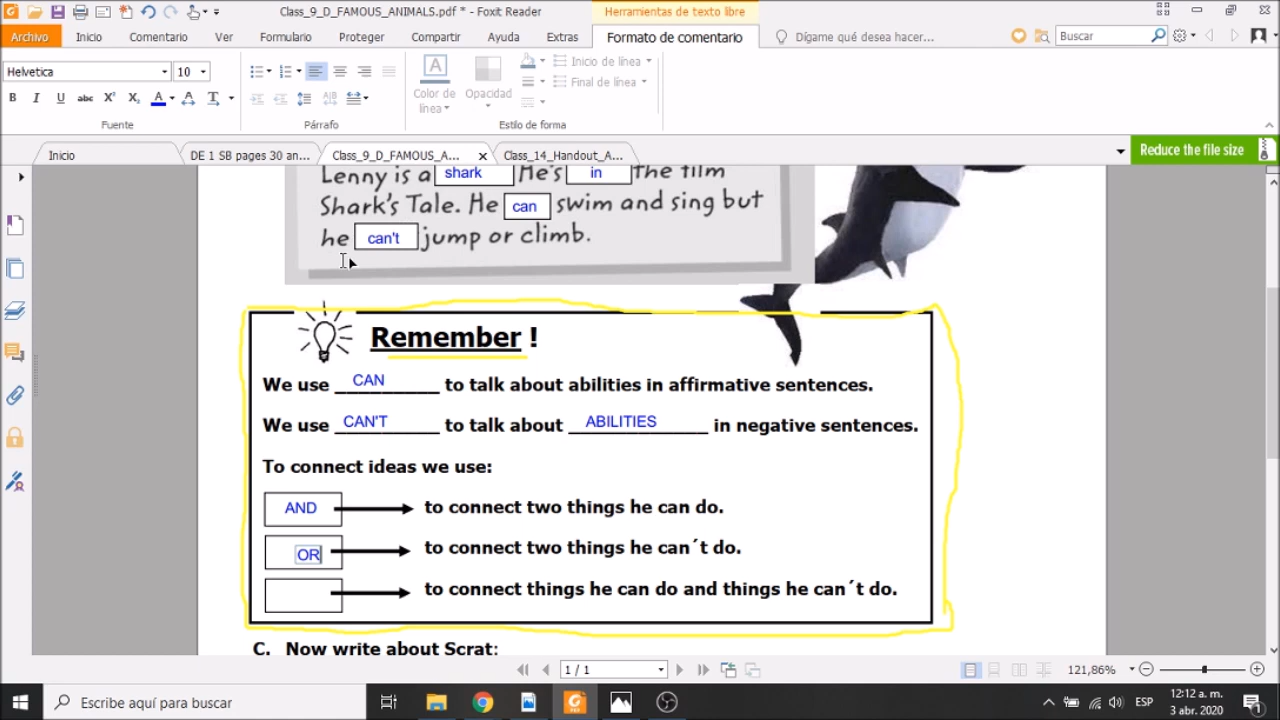 Class_9_D_FAMOUS_ANIMALS.pdf * - Foxit Reader
Herramientas de texto libre
Archivo Inicio Comentario Ver Formulario Proteger Compartir Ayuda Extras Formato de comentario Dígame qué desea hacer... Buscar
Helvetica 10
Color de línea
Opacidad
Inicio de línea
Final de línea
Fuente Párrafo Estilo de forma
Inicio DE 1 SB pages 30 an... Class_9_D_FAMOUS_A... Class_14_Handout_A... Reduce the file size
Lenny is a shark He's in the film
Shark's Tale. He can swim and sing but
he can't jump or climb.
Remember !
We use CAN to talk about abilities in affirmative sentences.
We use CAN'T to talk about ABILITIES in negative sentences.
To connect ideas we use:
AND to connect two things he can do.
OR to connect two things he can´t do.
to connect things he can do and things he can´t do.
C. Now write about Scrat:
1 / 1 121,86%
Escribe aquí para buscar
ESP
12:12 a. m.
3 abr. 2020
1